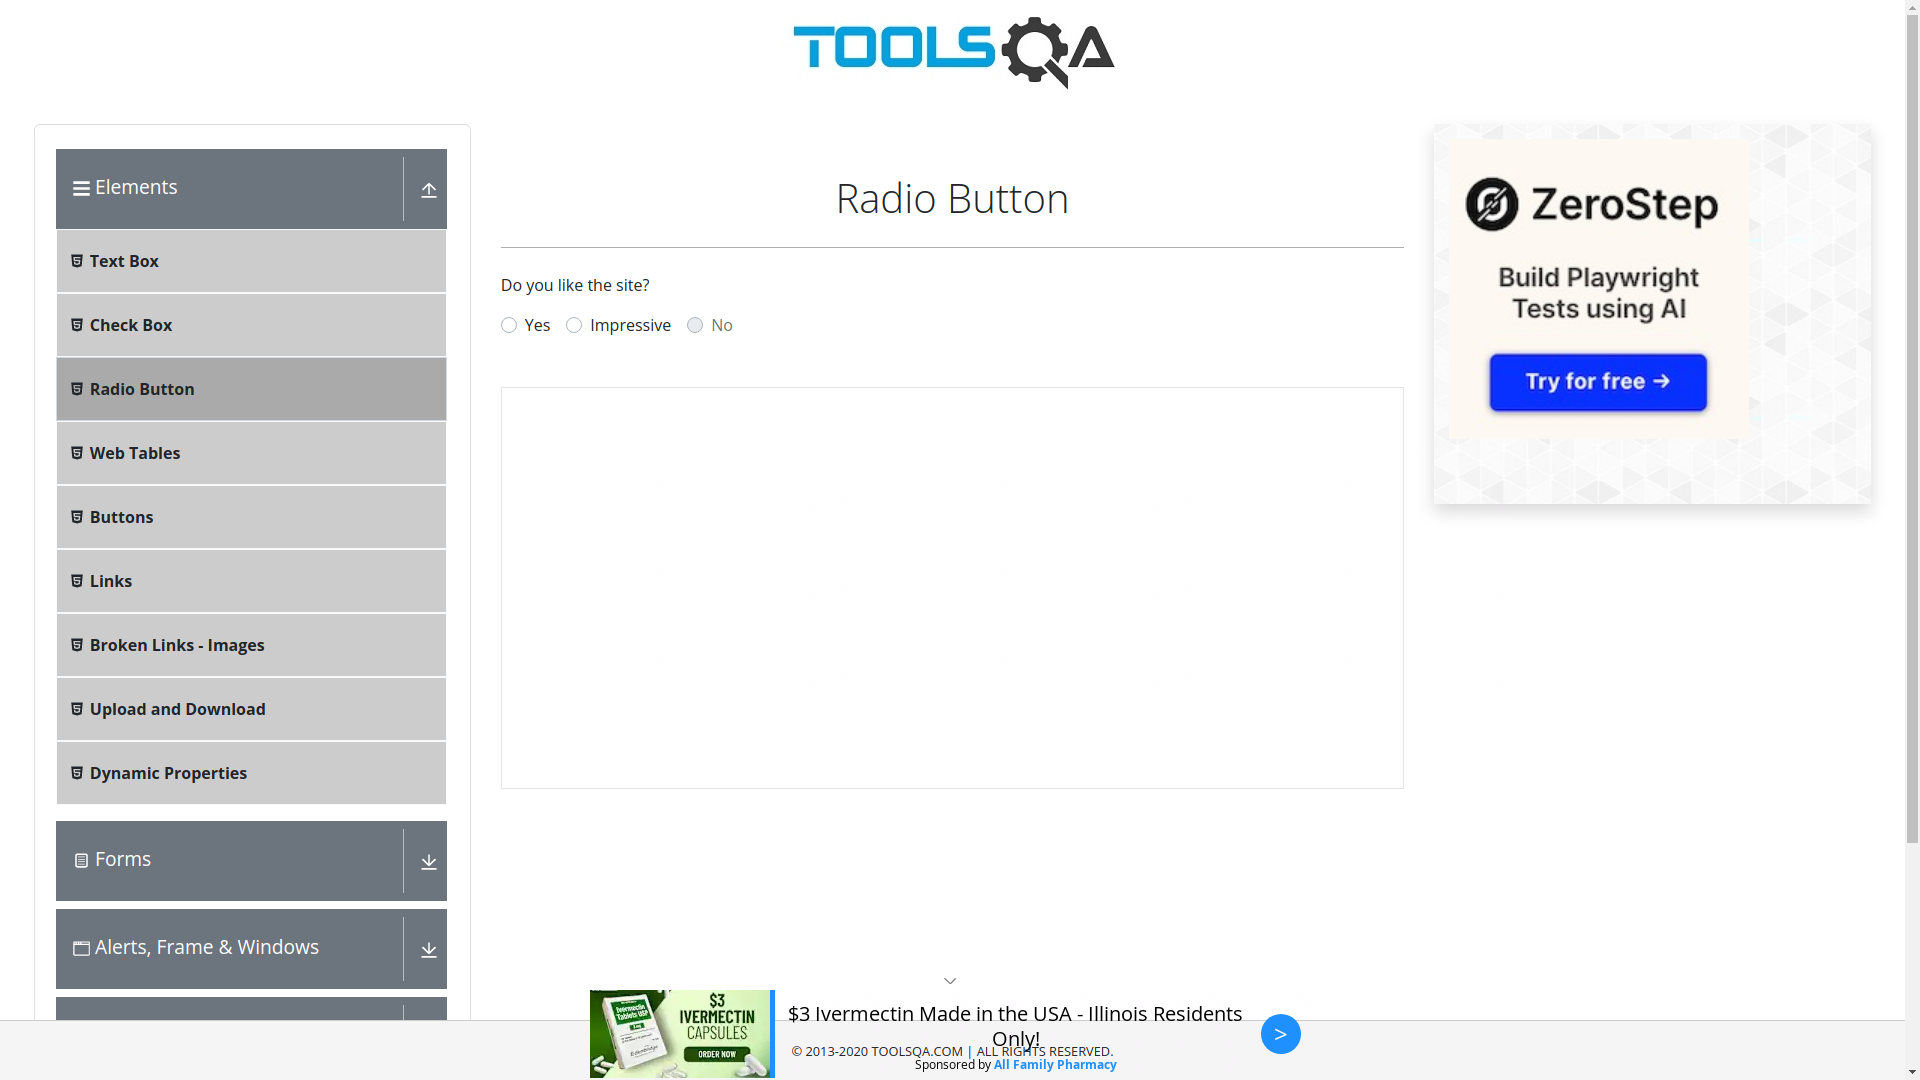 TOOLSQA
Elements
Text Box
Check Box
Radio Button
Web Tables
Buttons
Links
Broken Links - Images
Upload and Download
Dynamic Properties
Forms
Alerts, Frame & Windows
Radio Button
Do you like the site?
Yes Impressive No
ZeroStep
Build Playwright
Tests using AI
Try for free →
$3
IVERMECTIN
CAPSULES
ORDER NOW
$3 Ivermectin Made in the USA - Illinois Residents
Only!
>
© 2013-2020 TOOLSQA.COM | ALL RIGHTS RESERVED.
Sponsored by All Family Pharmacy